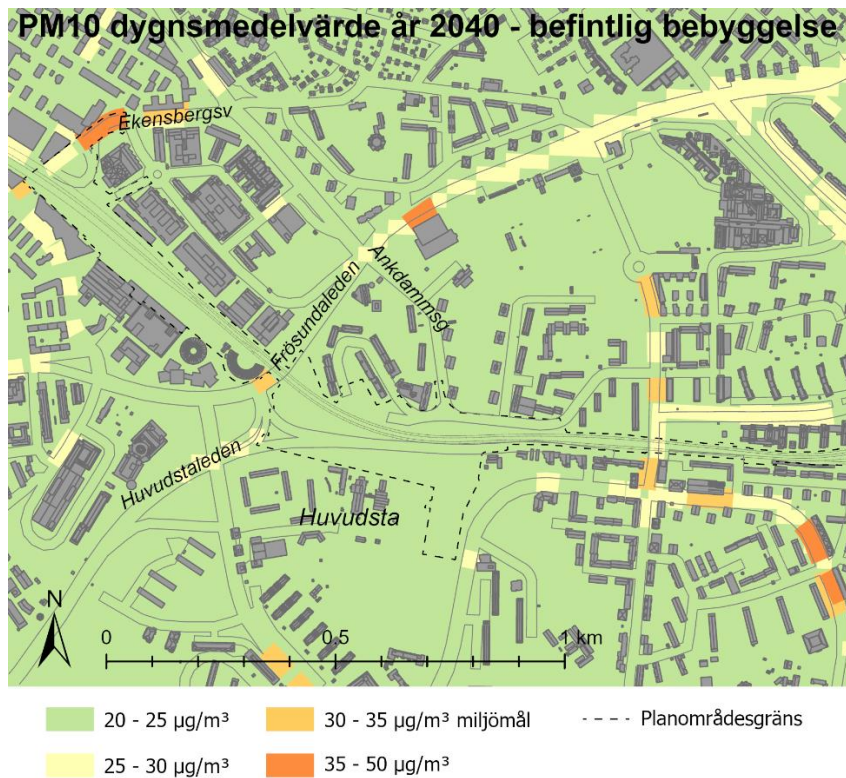 PM10 dygnsmedelvärde år 2040 - befintlig bebyggelse
Ekensbergsv
Ankdammsg
Frösundaleden
Huvudstaleden
Huvudsta
N
0 0.5 1 km
20 - 25 µg/m³ 30 - 35 µg/m³ miljömål Planområdesgräns
25 - 30 µg/m³ 35 - 50 µg/m³